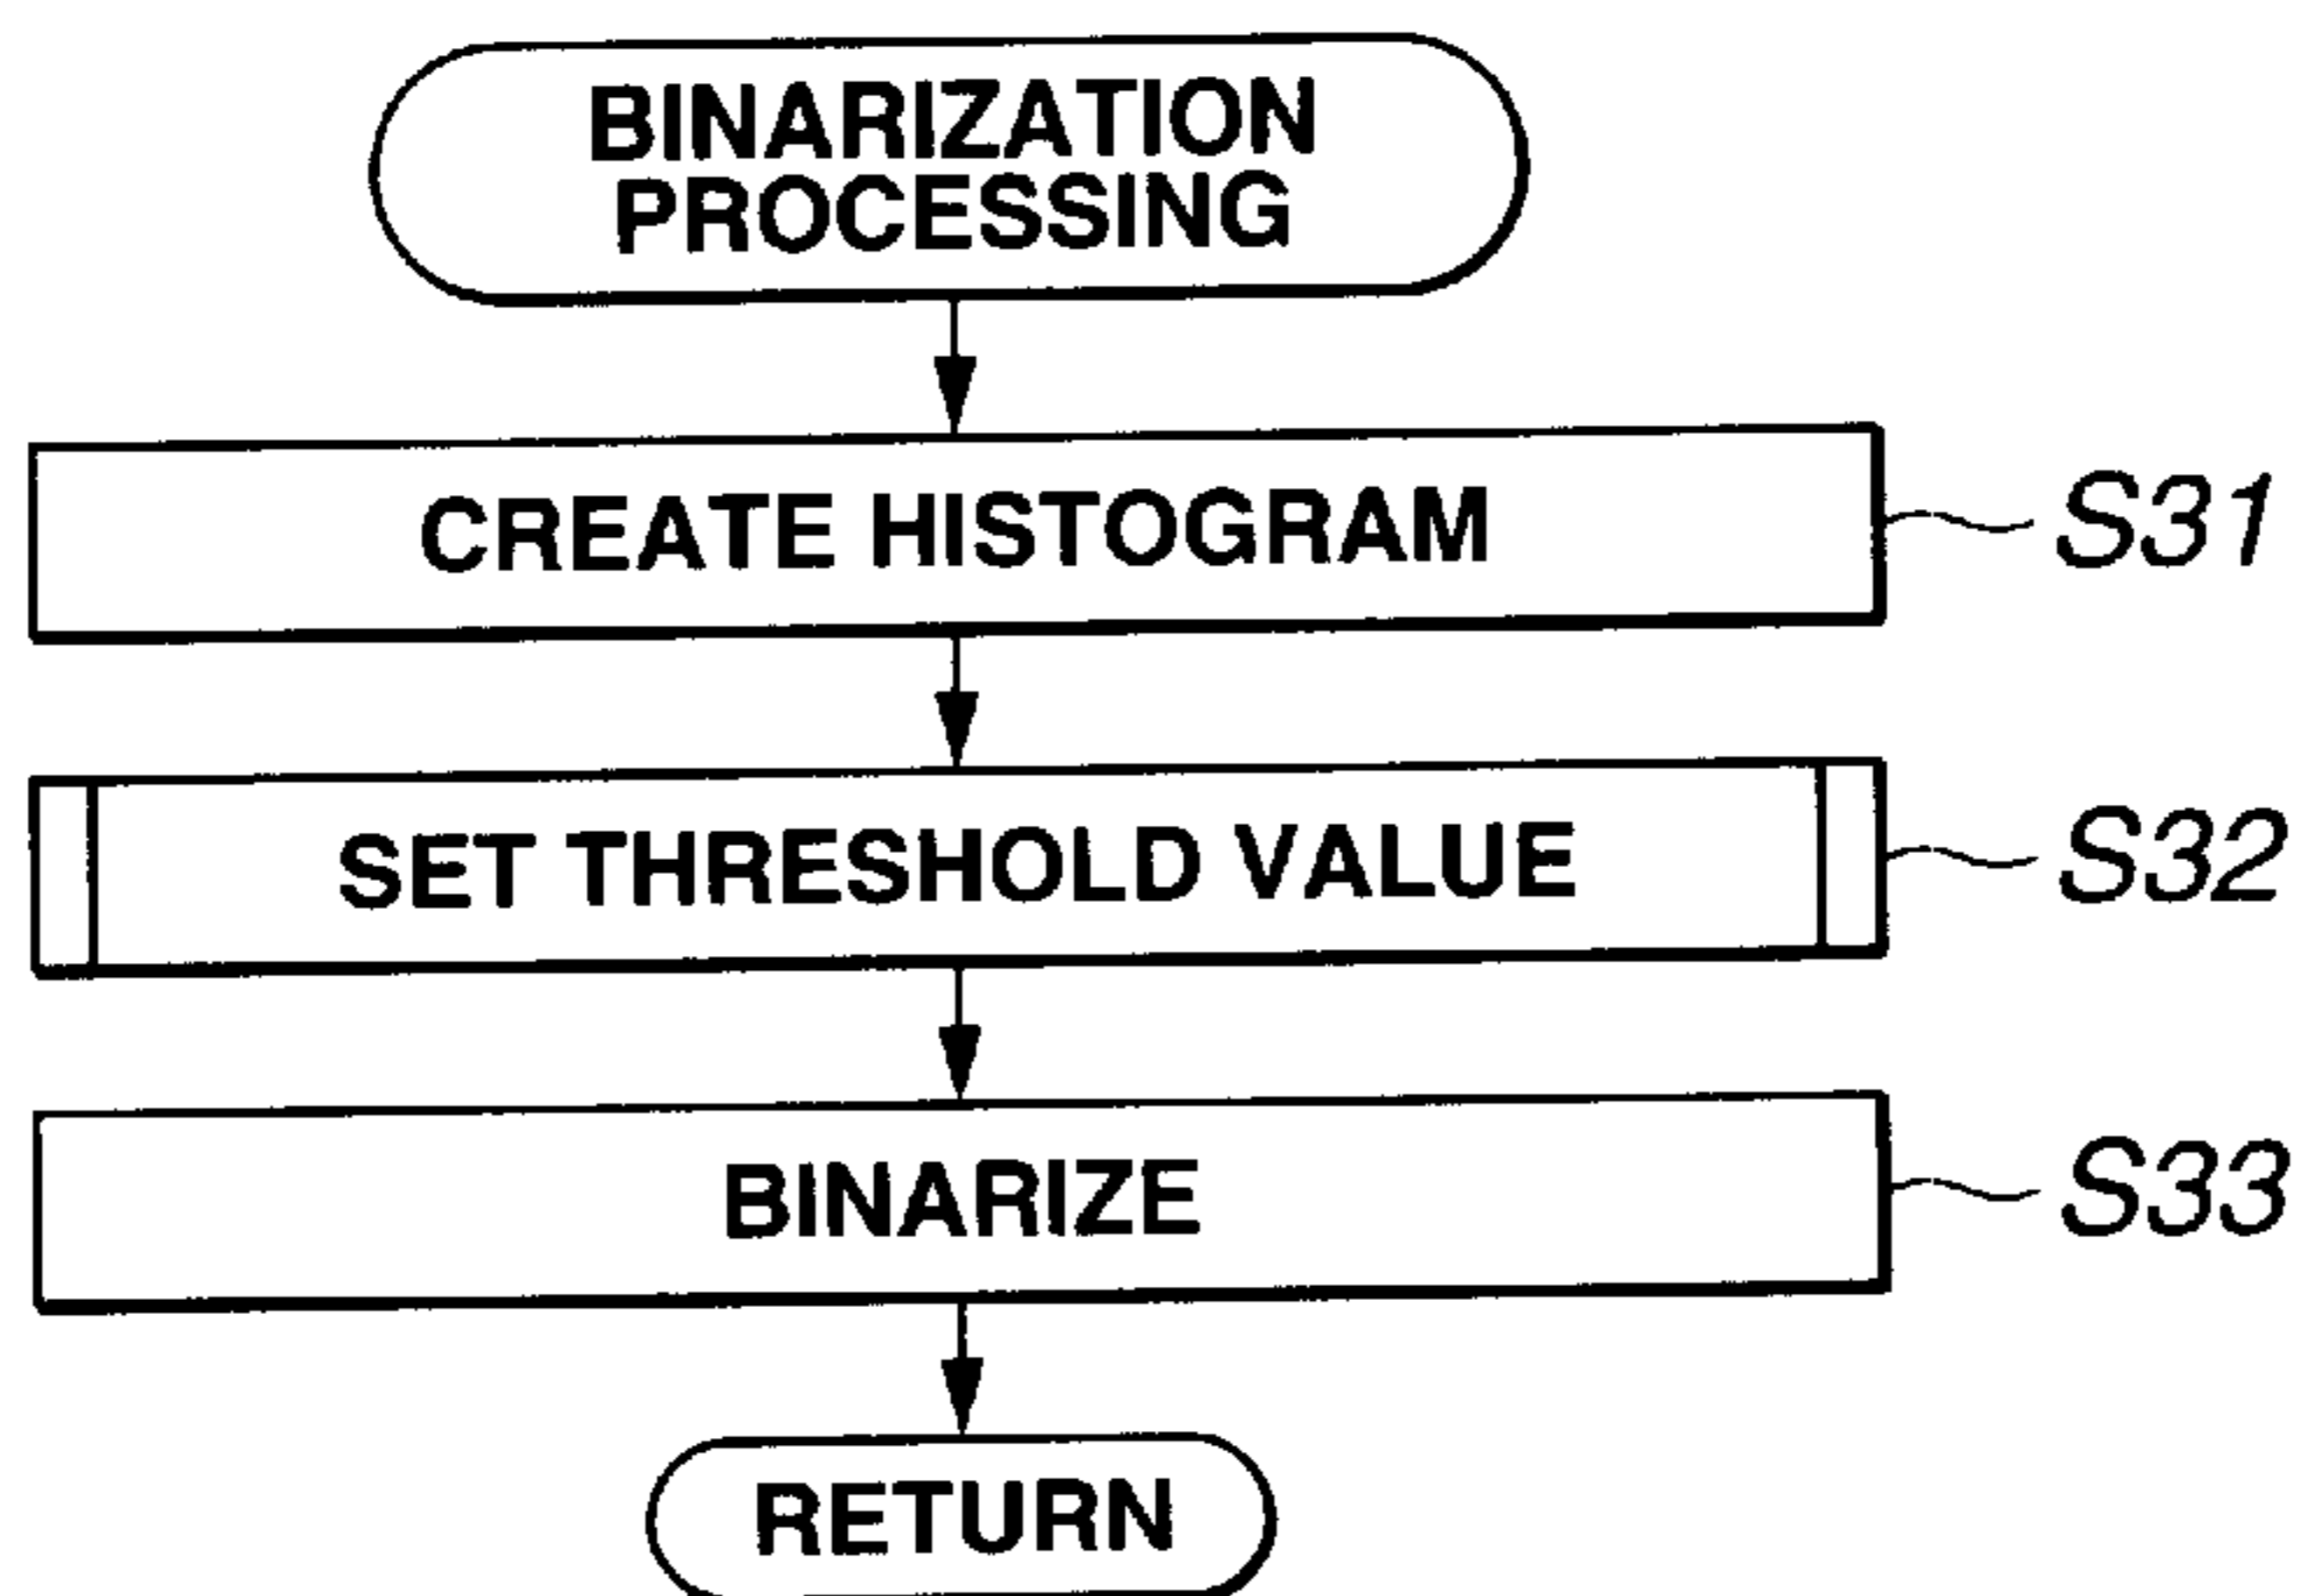 BINARIZATION
PROCESSING
CREATE HISTOGRAM
S31
SET THRESHOLD VALUE
S32
BINARIZE
S33
RETURN